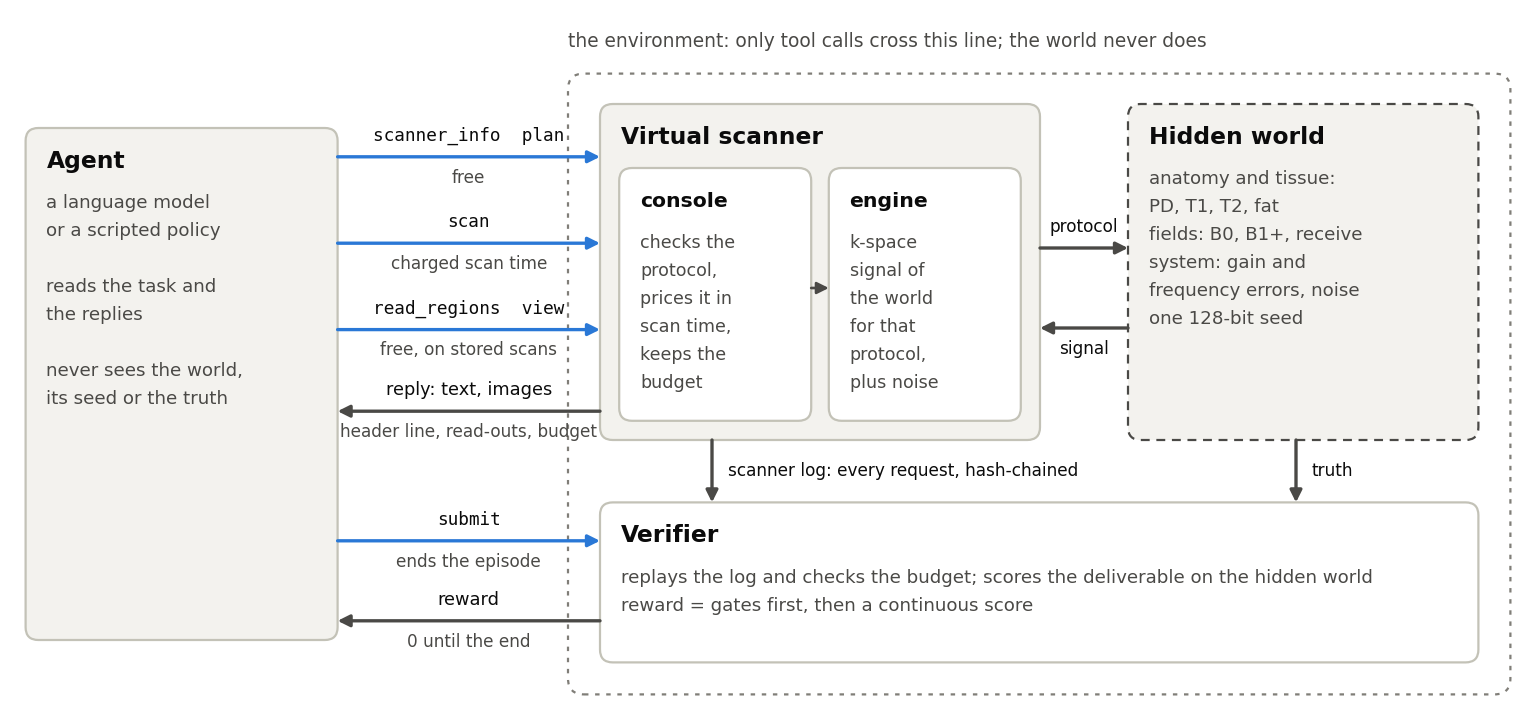 the environment: only tool calls cross this line; the world never does
Agent
a language model
or a scripted policy
reads the task and
the replies
never sees the world,
its seed or the truth
scanner_info plan
free
scan
charged scan time
read_regions view
free, on stored scans
reply: text, images
header line, read-outs, budget
submit
ends the episode
reward
0 until the end
Virtual scanner
console
checks the
protocol,
prices it in
scan time,
keeps the
budget
engine
k-space
signal of
the world
for that
protocol,
plus noise
protocol
signal
Hidden world
anatomy and tissue:
PD, T1, T2, fat
fields: B0, B1+, receive
system: gain and
frequency errors, noise
one 128-bit seed
scanner log: every request, hash-chained
truth
Verifier
replays the log and checks the budget; scores the deliverable on the hidden world
reward = gates first, then a continuous score